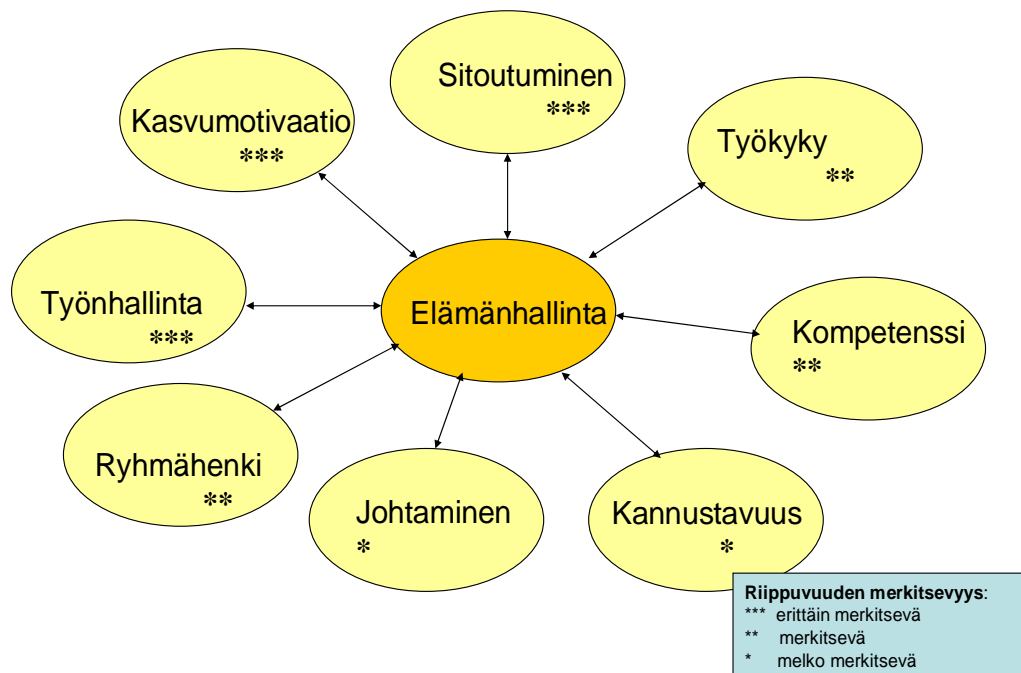 Sitoutuminen
***
Kasvumotivaatio
***
Työkyky
**
Työnhallinta
***
Elämänhallinta
Kompetenssi
**
Ryhmähenki
**
Johtaminen
*
Kannustavuus
*
Riippuvuuden merkitsevyys:
*** erittäin merkitsevä
** merkitsevä
* melko merkitsevä